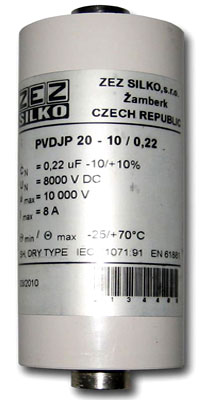 ZEZ SILKO
ZEZ SILKO, s.r.o.
Žamberk
CZECH REPUBLIC
PVDJP 20 - 10 / 0,22
N = 0,22 uF -10/+10%
N = 8000 V DC
max = 10 000 V
max = 8 A
min / Θ max -25/+70°C
SH, DRY TYPE IEC 1071:91 EN
/2010